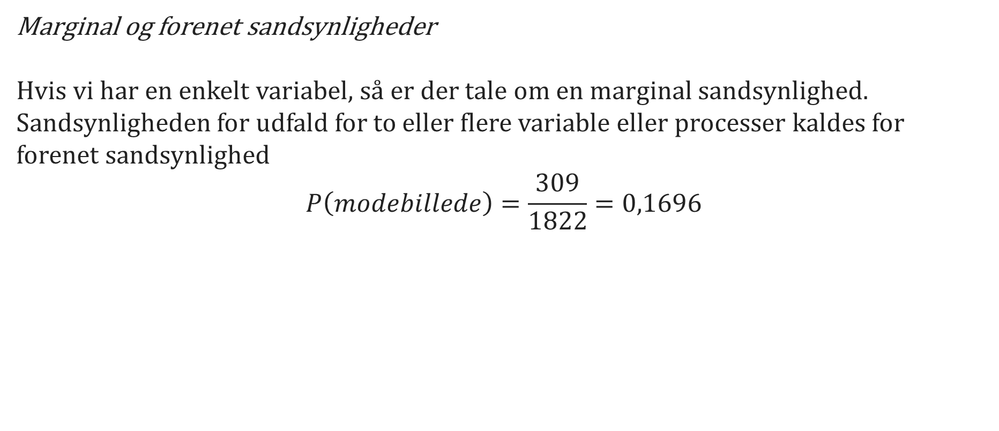 Marginal og forenet sandsynligheder
Hvis vi har en enkelt variabel, så er der tale om en marginal sandsynlighed.
Sandsynligheden for udfald for to eller flere variable eller processer kaldes for
forenet sandsynlighed
P(modebillede) = 309/1822 = 0,1696